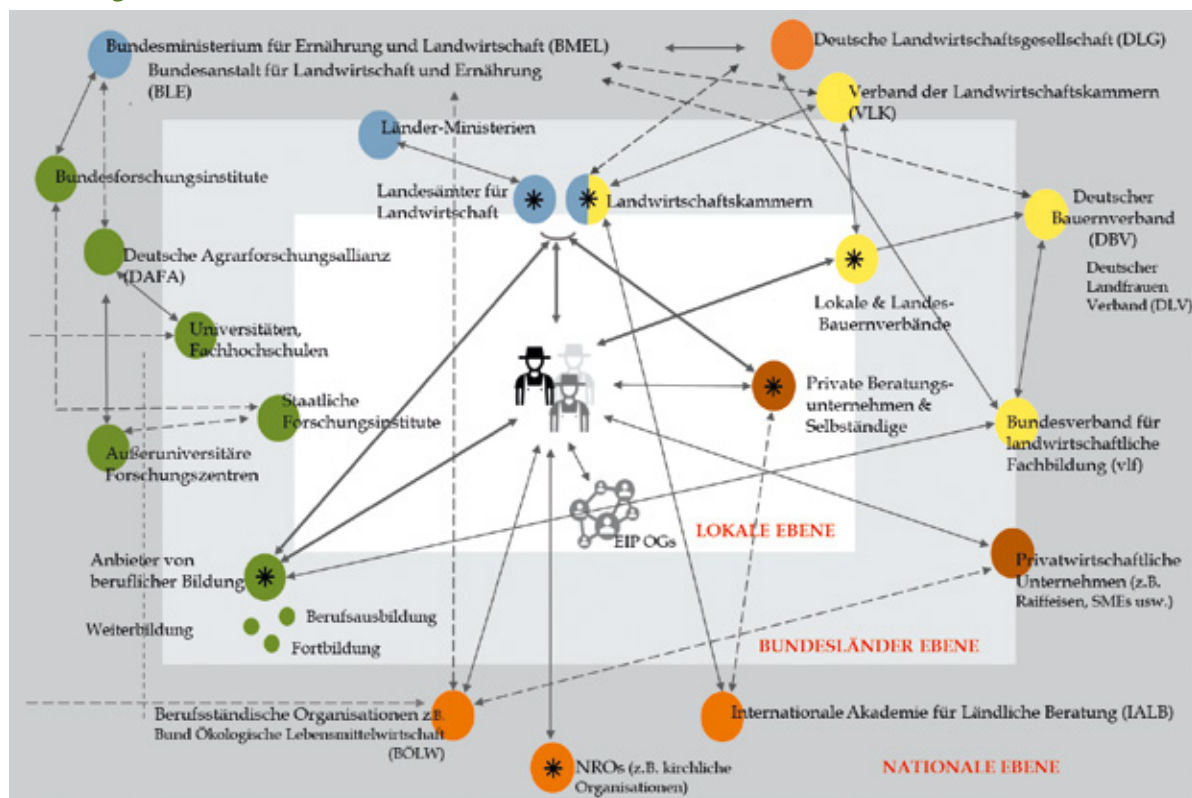 Bundesministerium für Ernährung und Landwirtschaft (BMEL)
Bundesanstalt für Landwirtschaft und Ernährung
(BLE)
Deutsche Landwirtschaftsgesellschaft (DLG)
Verband der Landwirtschaftskammern
(VLK)
Länder-Ministerien
Bundesforschungsinstitute
Landesämter für
Landwirtschaft
Landwirtschaftskammern
Deutscher
Bauernverband
(DBV)
Deutscher
Landfrauen
Verband (DLV)
Deutsche Agrarforschungsallianz
(DAFA)
Lokale & Landes-
Bauernverbände
Universitäten,
Fachhochschulen
Staatliche
Forschungsinstitute
Private Beratungs-
unternehmen &
Selbständige
Außeruniversitäre
Forschungszentren
Bundesverband für
landwirtschaftliche
Fachbildung (vlf)
EIP OGs
LOKALE EBENE
Anbieter von
beruflicher Bildung
Berufsausbildung
Weiterbildung
Fortbildung
Privatwirtschaftliche
Unternehmen (z.B.
Raiffeisen, SMEs usw.)
BUNDESLÄNDER EBENE
Berufsständische Organisationen z.B.
Bund Ökologische Lebensmittelwirtschaft
(BÖLW)
Internationale Akademie für Ländliche Beratung (IALB)
NROs (z.B. kirchliche
Organisationen)
NATIONALE EBENE